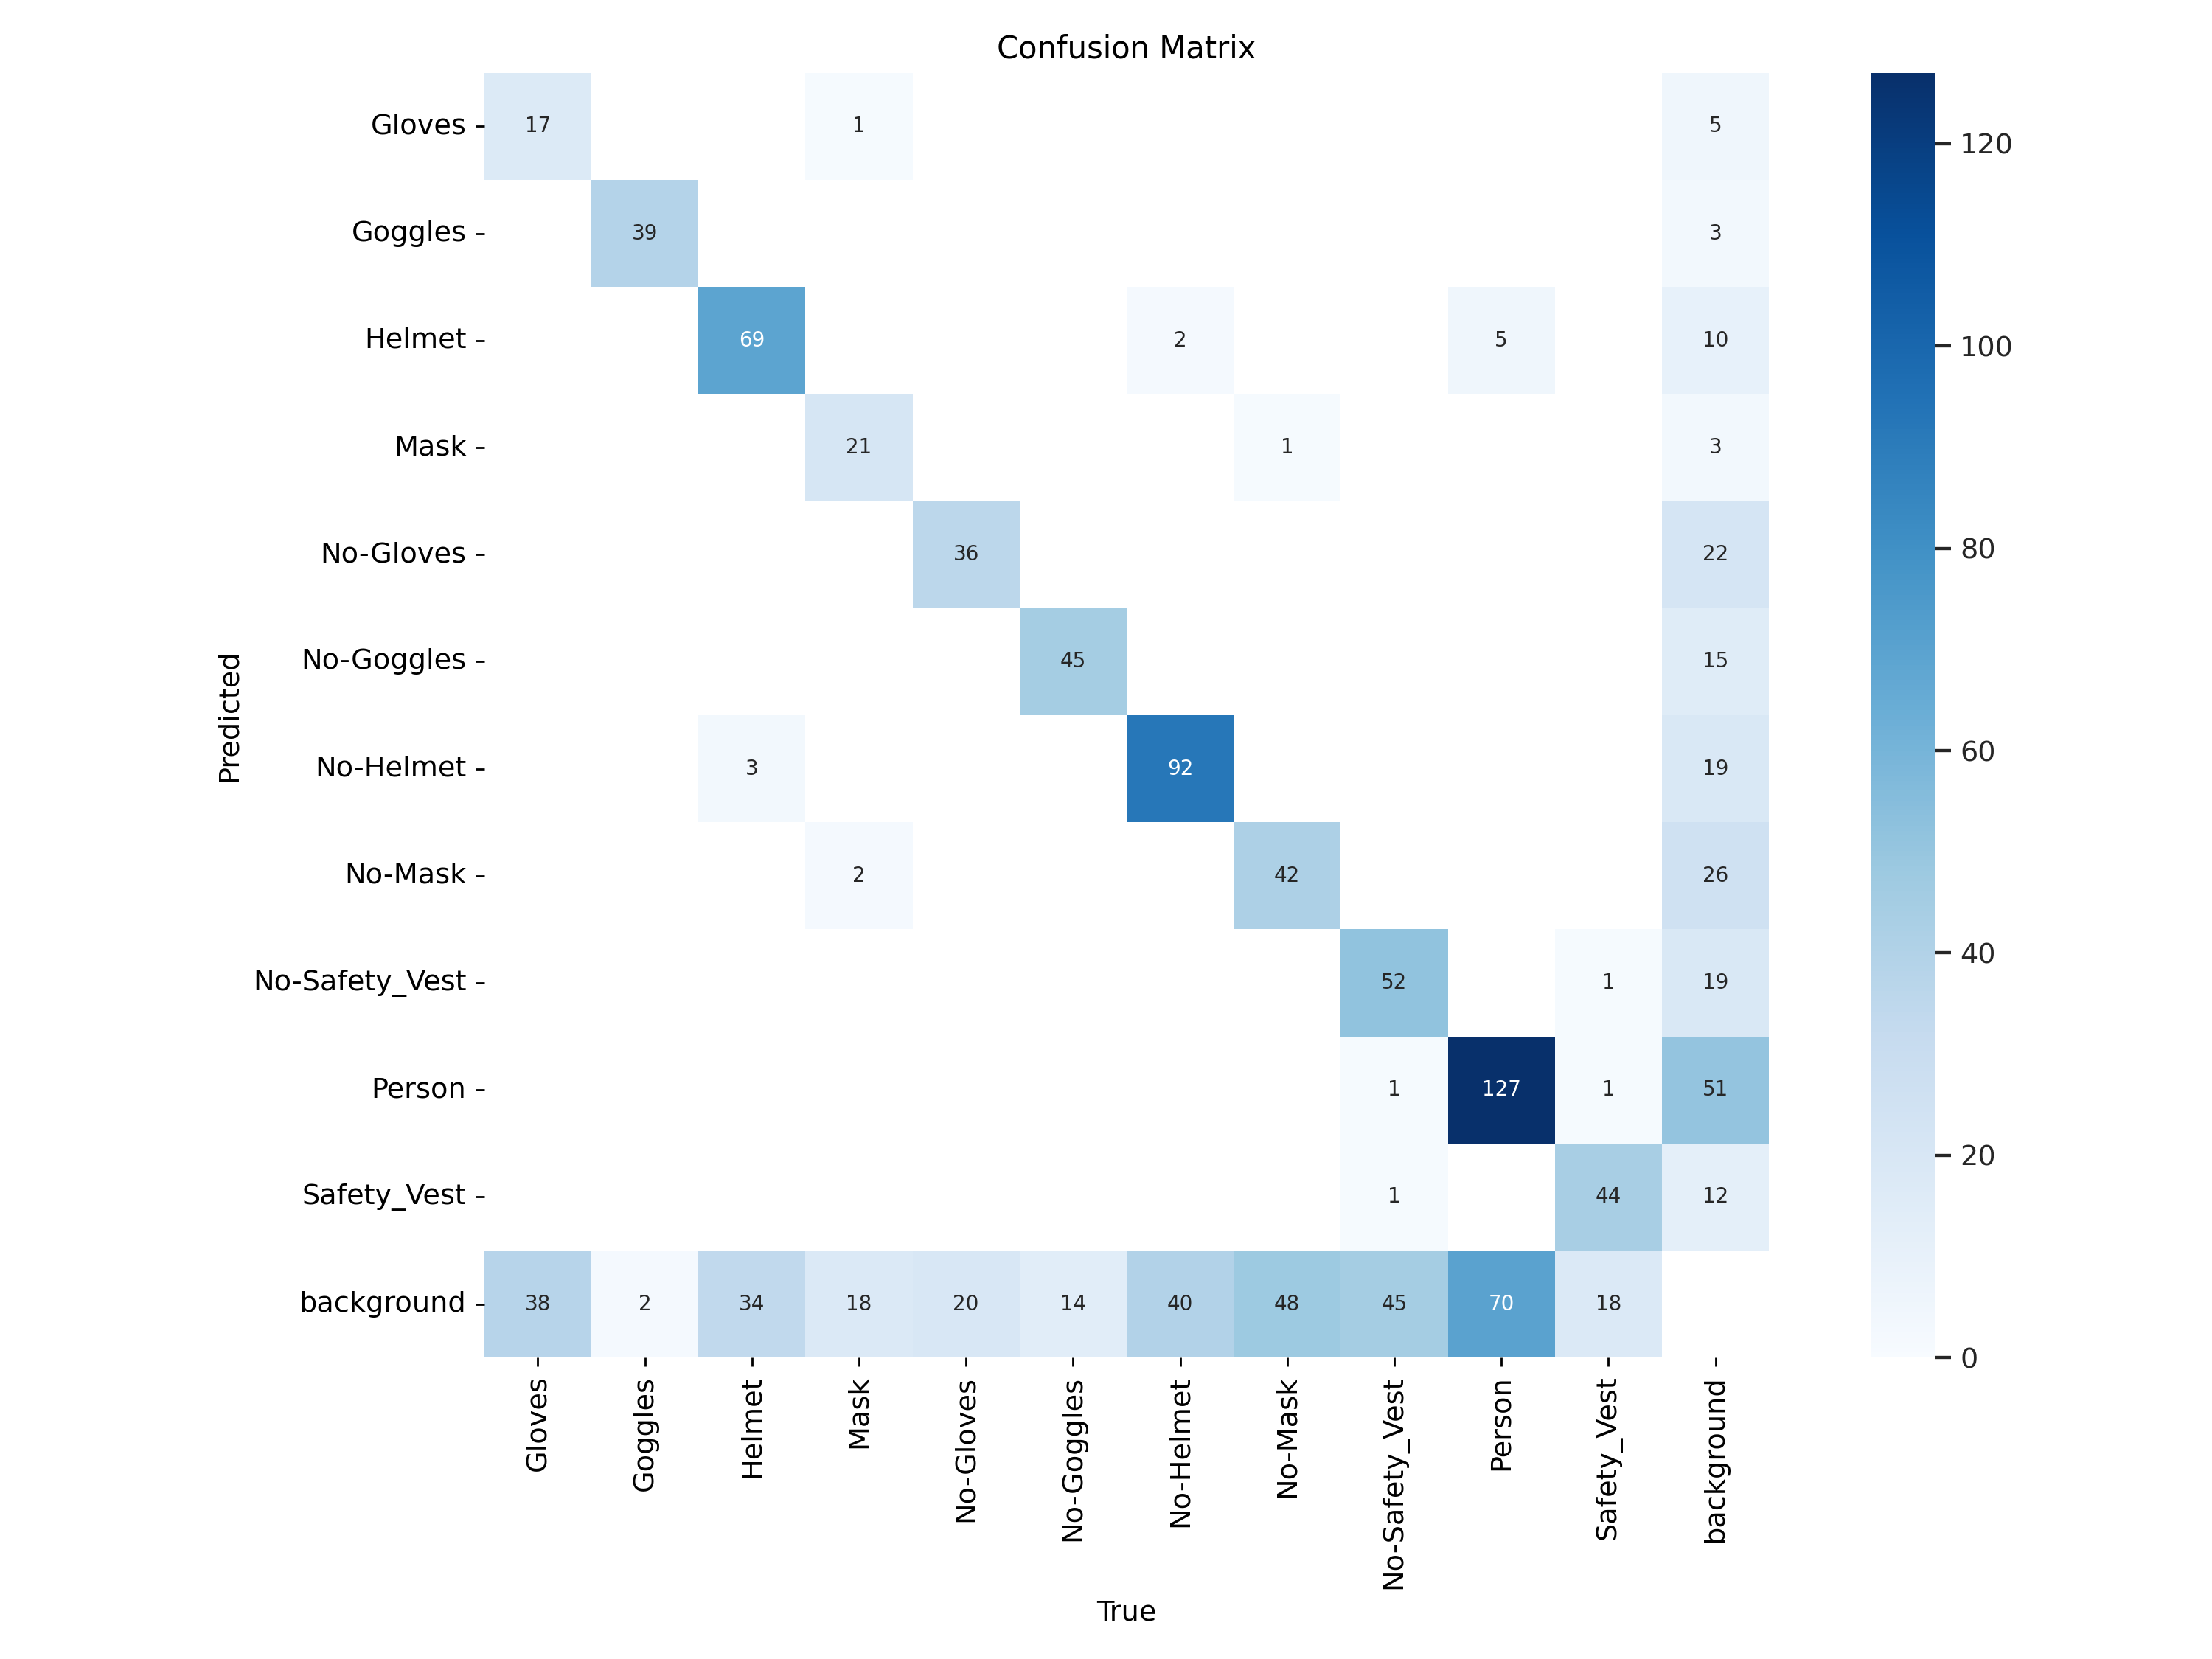 Confusion Matrix
Gloves 17 1 5
120
Goggles 39 3
Helmet 69 2 5 10
100
Mask 21 1 3
No-Gloves 36 22
80
No-Goggles 45 15
Predicted
No-Helmet 3 92 19
60
No-Mask 2 42 26
No-Safety_Vest 52 1 19
40
Person 1 127 1 51
Safety_Vest 1 44 12
20
background 38 2 34 18 20 14 40 48 45 70 18
0
Gloves
Goggles
Helmet
Mask
No-Gloves
No-Goggles
No-Helmet
No-Mask
No-Safety_Vest
Person
Safety_Vest
background
True